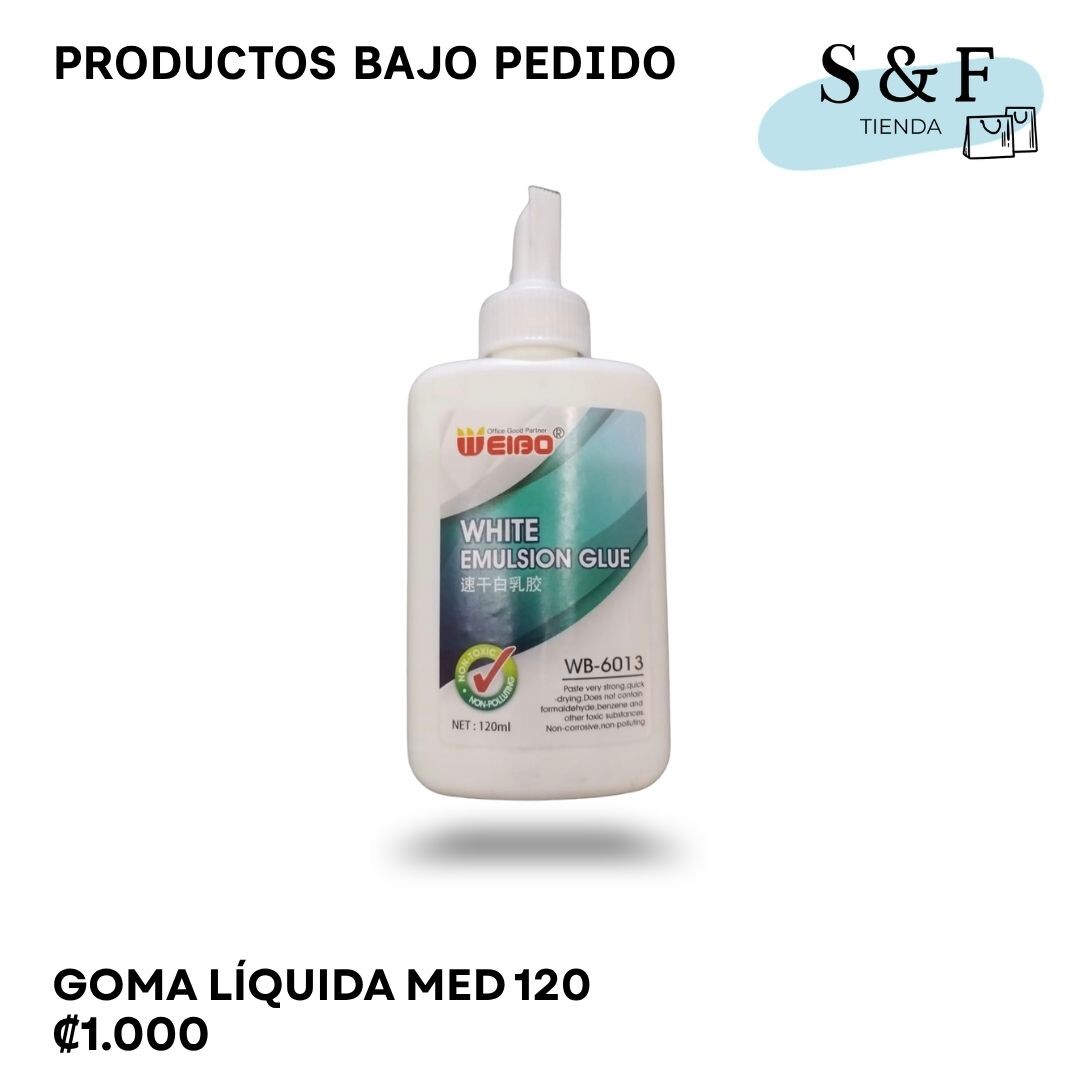 PRODUCTOS BAJO PEDIDO
S & F
TIENDA
Office Good Partner
WEIBO®
WHITE
EMULSION GLUE
速干白乳胶
NON-TOXIC
NON-POLLUTING
WB-6013
Paste very strong,quick
-drying.Does not contain
formaldehyde,benzene and
other toxic substances.
Non-corrosive,non-polluting
NET : 120ml
GOMA LÍQUIDA MED 120
₡1.000